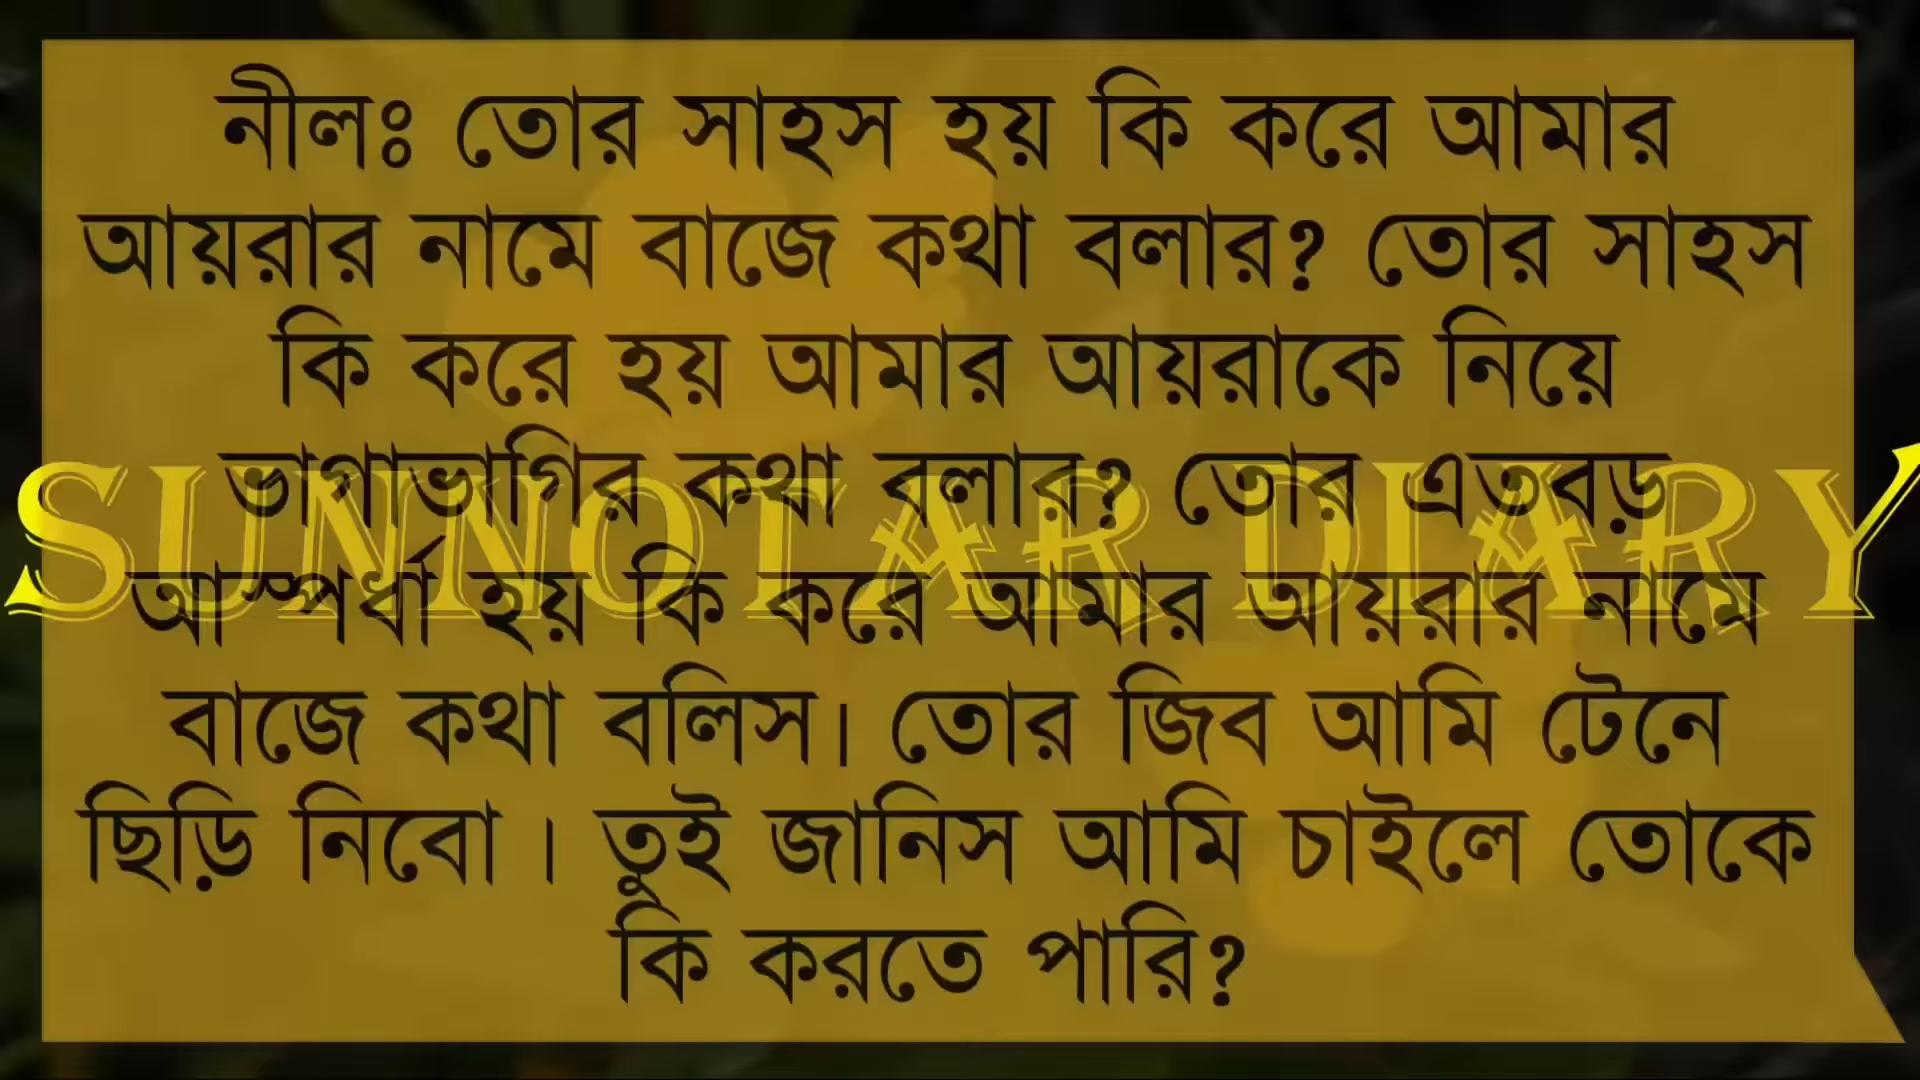 নীলঃ তোর সাহস হয় কি করে আমার
আয়রার নামে বাজে কথা বলার? তোর সাহস
কি করে হয় আমার আয়রাকে নিয়ে
ভাগাভাগির কথা বলার? তোর এতবড়
SUNNOTAR DIARY
আস্পর্ধা হয় কি করে আমার আয়রার নামে
বাজে কথা বলিস। তোর জিব আমি টেনে
ছিড়ি নিবো । তুই জানিস আমি চাইলে তোকে
কি করতে পারি?